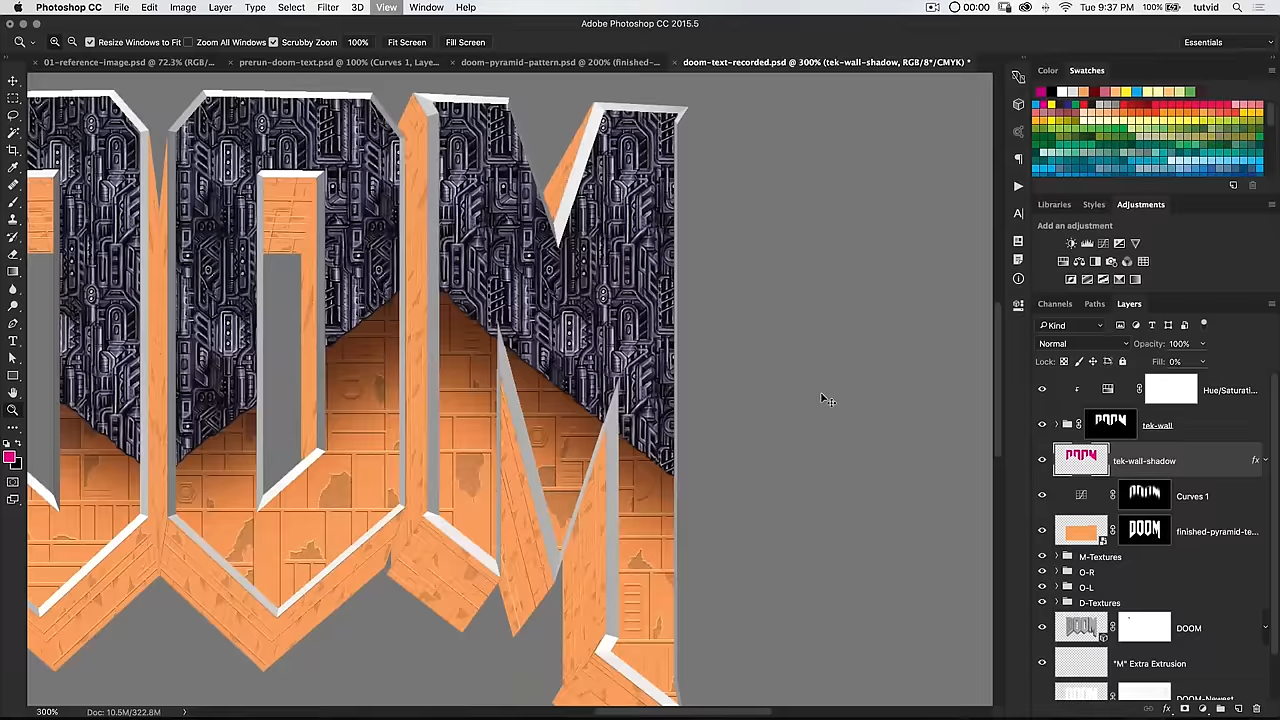 Photoshop CC File Edit Image Layer Type Select Filter 3D View Window Help 00:00 Tue 9:37 PM 100% tutvid
Adobe Photoshop CC 2015.5
Resize Windows to Fit Zoom All Windows Scrubby Zoom 100% Fit Screen Fill Screen Essentials
01-reference-image.psd @ 72.3% (RGB/... prerun-doom-text.psd @ 100% (Curves 1, Laye... doom-pyramid-pattern.psd @ 200% (finished-... doom-text-recorded.psd @ 300% (tek-wall-shadow, RGB/8*/CMYK) *
Color Swatches
Libraries Styles Adjustments
Add an adjustment
Channels Paths Layers
Kind
Normal Opacity: 100%
Lock: Fill: 0%
Hue/Saturati...
tek-wall
tek-wall-shadow fx
Curves 1
finished-pyramid-te...
M-Textures
O-R
O-L
D-Textures
DOOM
"M" Extra Extrusion
DOOM-Newest
300% Doc: 10.5M/322.8M